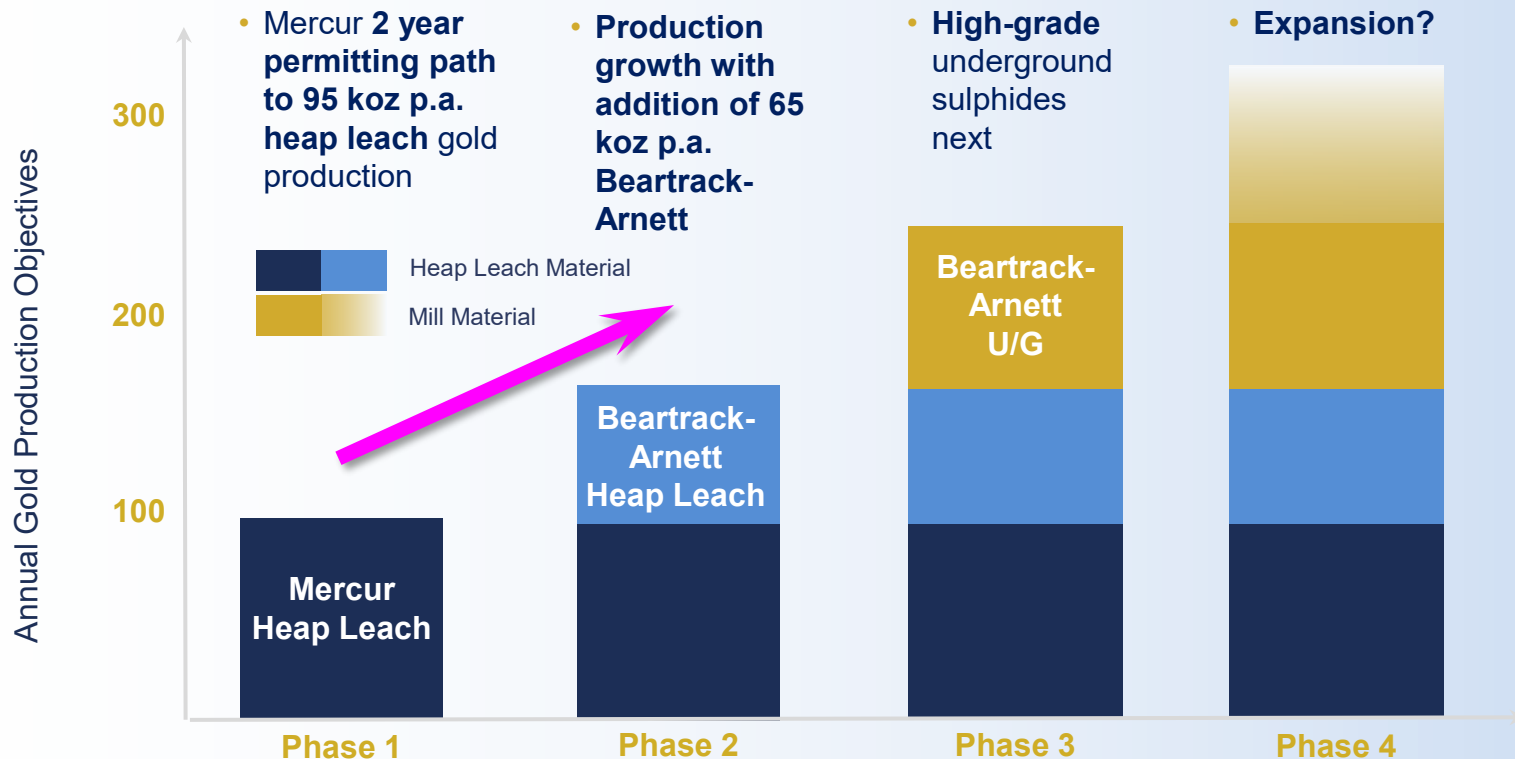 • Mercur 2 year
permitting path
to 95 koz p.a.
heap leach gold
production
• Production
growth with
addition of 65
koz p.a.
Beartrack-
Arnett
• High-grade
underground
sulphides
next
• Expansion?
Annual Gold Production Objectives
300
200
100
Heap Leach Material
Mill Material
Mercur
Heap Leach
Beartrack-
Arnett
Heap Leach
Beartrack-
Arnett
U/G
Phase 1
Phase 2
Phase 3
Phase 4